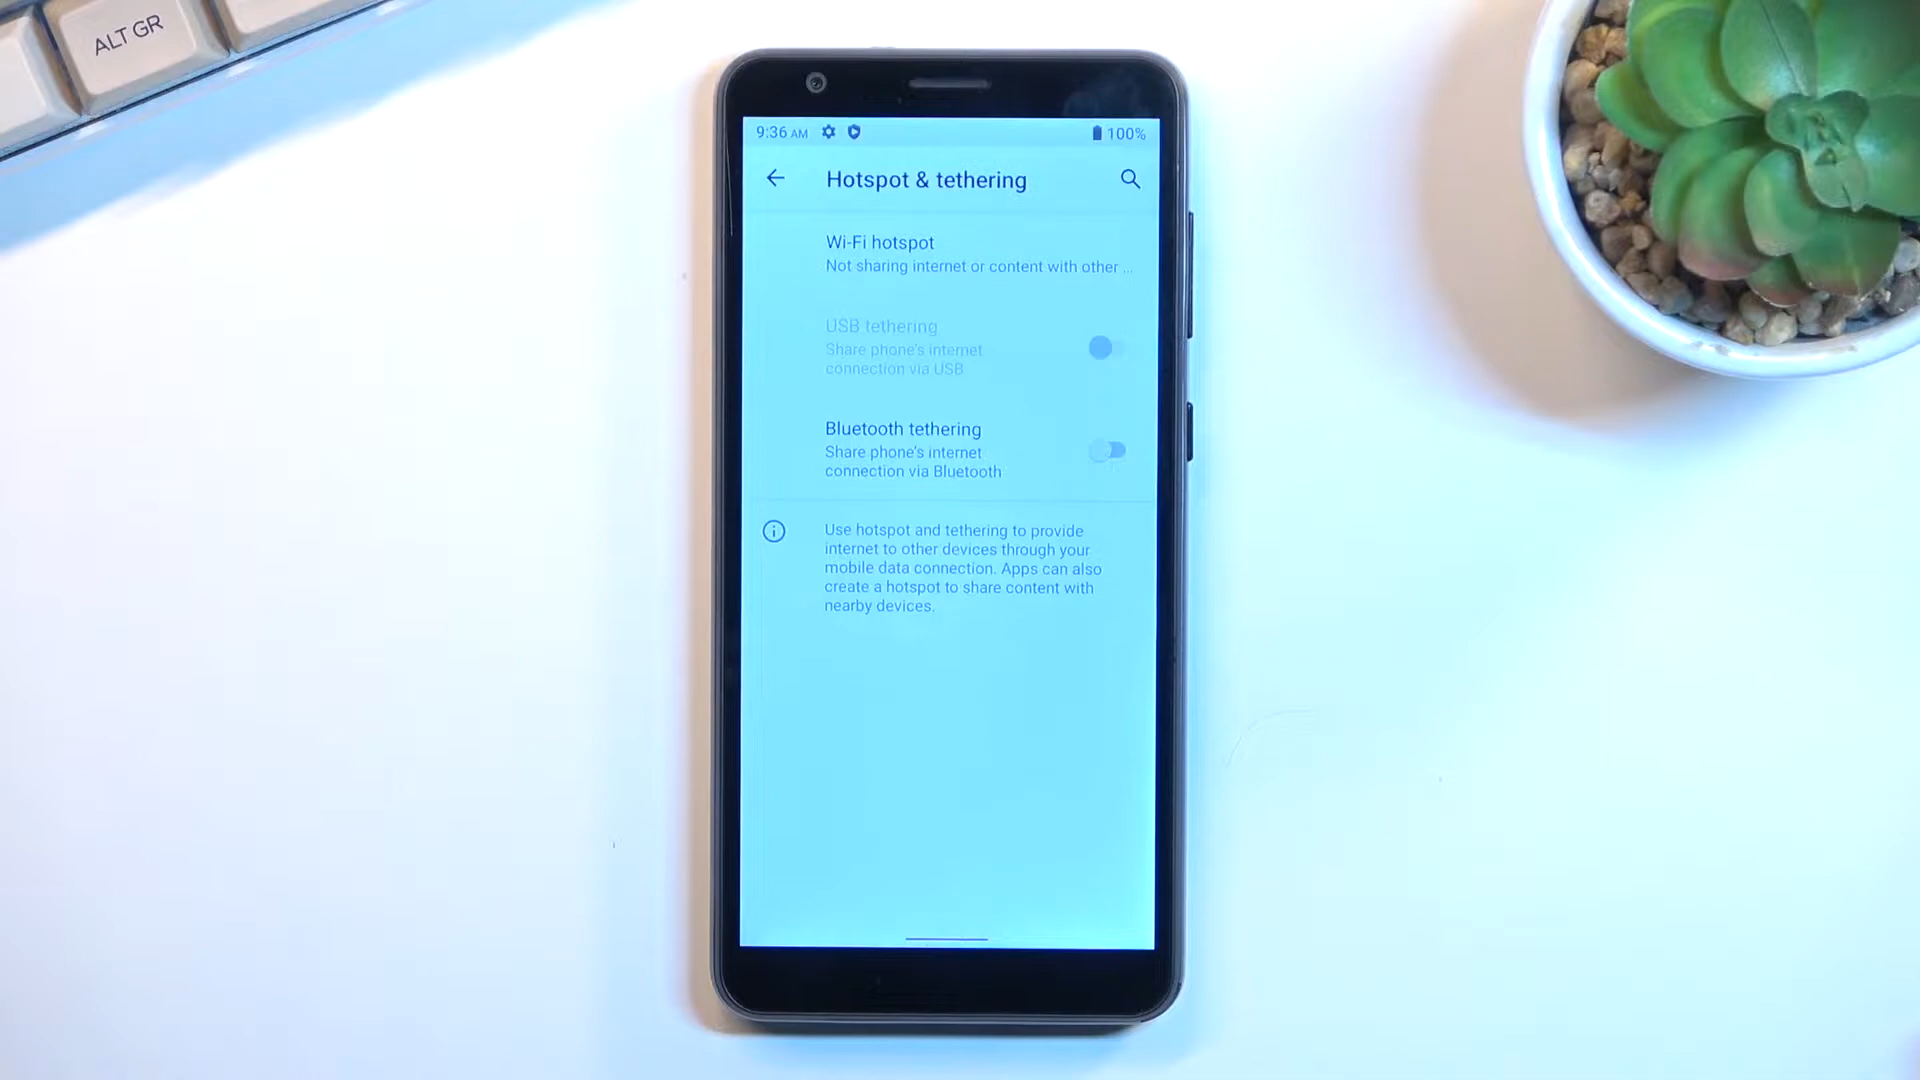 ALT GR
9:36 AM 100%
Hotspot & tethering
Wi-Fi hotspot
Not sharing internet or content with other ...
USB tethering
Share phone's internet
connection via USB
Bluetooth tethering
Share phone's internet
connection via Bluetooth
Use hotspot and tethering to provide
internet to other devices through your
mobile data connection. Apps can also
create a hotspot to share content with
nearby devices.